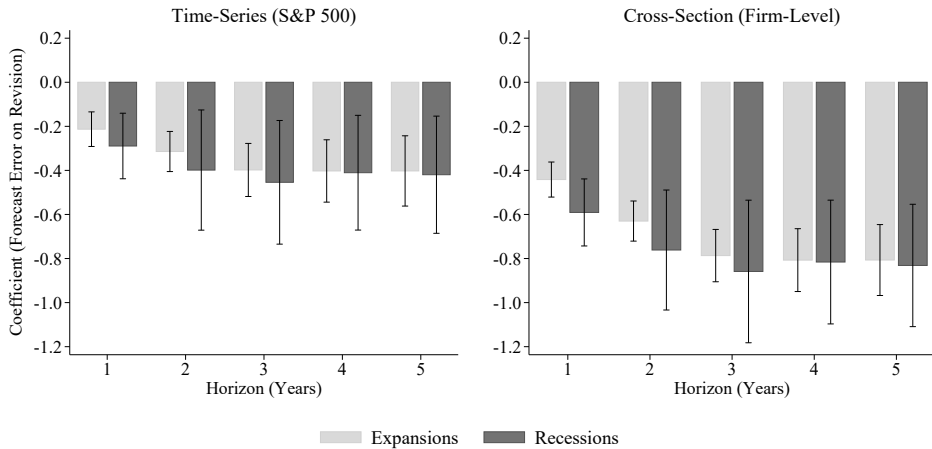 Time-Series (S&P 500)
Coefficient (Forecast Error on Revision)
0.2
0.0
-0.2
-0.4
-0.6
-0.8
-1.0
-1.2
1 2 3 4 5
Horizon (Years)
Cross-Section (Firm-Level)
0.2
0.0
-0.2
-0.4
-0.6
-0.8
-1.0
-1.2
1 2 3 4 5
Horizon (Years)
Expansions Recessions